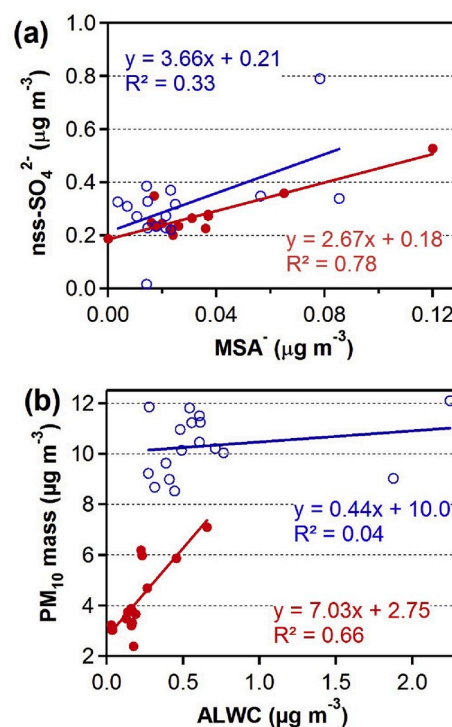 (a)
1.0
0.8
0.6
0.4
0.2
0.0
nss-SO₄²⁻ (μg m⁻³)
y = 3.66x + 0.21
R² = 0.33
y = 2.67x + 0.18
R² = 0.78
0.00 0.04 0.08 0.12
MSA⁻ (μg m⁻³)
(b)
12
10
8
6
4
2
PM₁₀ mass (μg m⁻³)
y = 0.44x + 10.0
R² = 0.04
y = 7.03x + 2.75
R² = 0.66
0.0 0.5 1.0 1.5 2.0
ALWC (μg m⁻³)